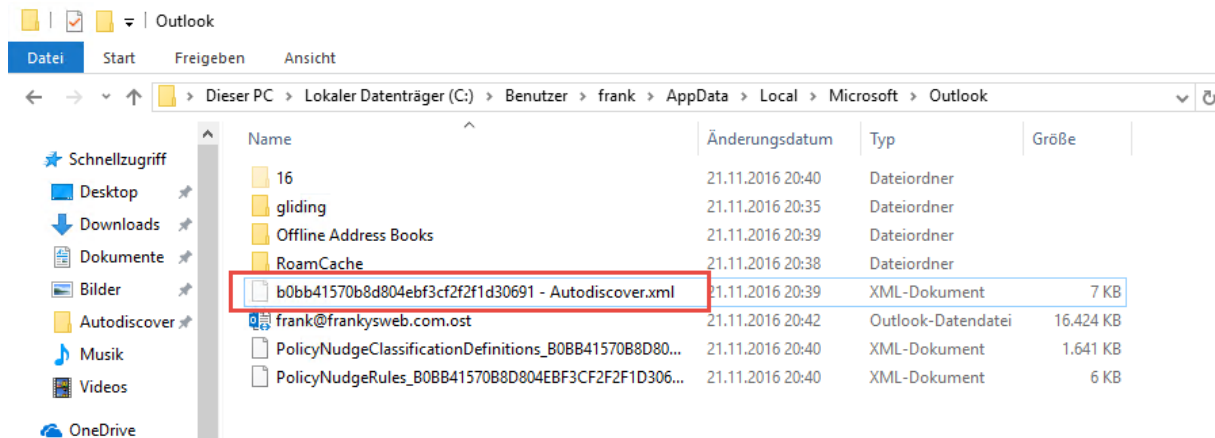 Outlook
Datei Start Freigeben Ansicht
Dieser PC > Lokaler Datenträger (C:) > Benutzer > frank > AppData > Local > Microsoft > Outlook
Name Änderungsdatum Typ Größe
Schnellzugriff
Desktop
Downloads
Dokumente
Bilder
Autodiscover
Musik
Videos
OneDrive
16 21.11.2016 20:40 Dateiordner
gliding 21.11.2016 20:35 Dateiordner
Offline Address Books 21.11.2016 20:39 Dateiordner
RoamCache 21.11.2016 20:38 Dateiordner
b0bb41570b8d804ebf3cf2f2f1d30691 - Autodiscover.xml 21.11.2016 20:39 XML-Dokument 7 KB
frank@frankysweb.com.ost 21.11.2016 20:42 Outlook-Datendatei 16.424 KB
PolicyNudgeClassificationDefinitions_B0BB41570B8D80... 21.11.2016 20:40 XML-Dokument 1.641 KB
PolicyNudgeRules_B0BB41570B8D804EBF3CF2F2F1D306... 21.11.2016 20:40 XML-Dokument 6 KB